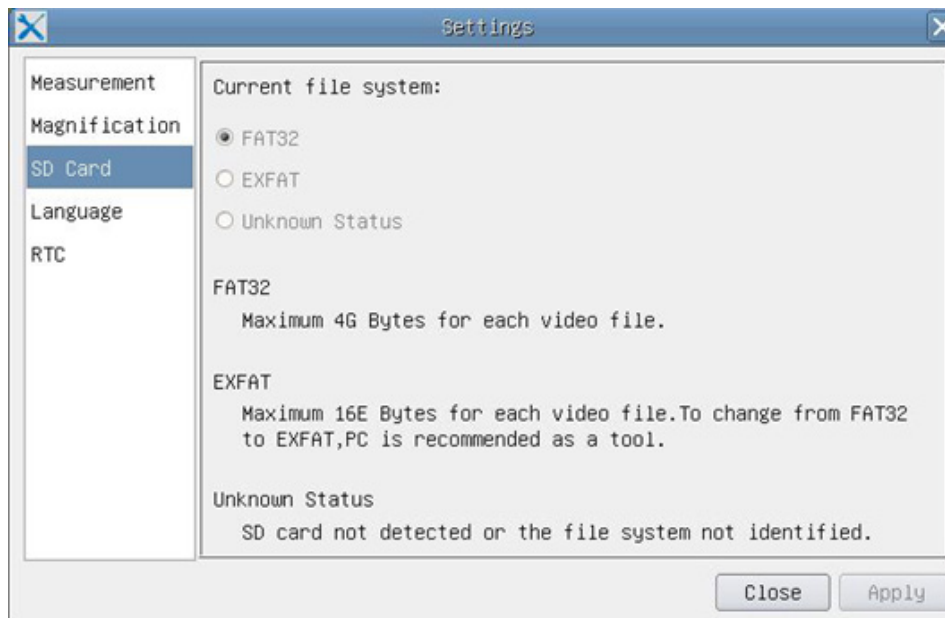 Settings
Measurement
Magnification
SD Card
Language
RTC
Current file system:
FAT32
EXFAT
Unknown Status
FAT32
Maximum 4G Bytes for each video file.
EXFAT
Maximum 16E Bytes for each video file.To change from FAT32
to EXFAT,PC is recommended as a tool.
Unknown Status
SD card not detected or the file system not identified.
Close
Apply